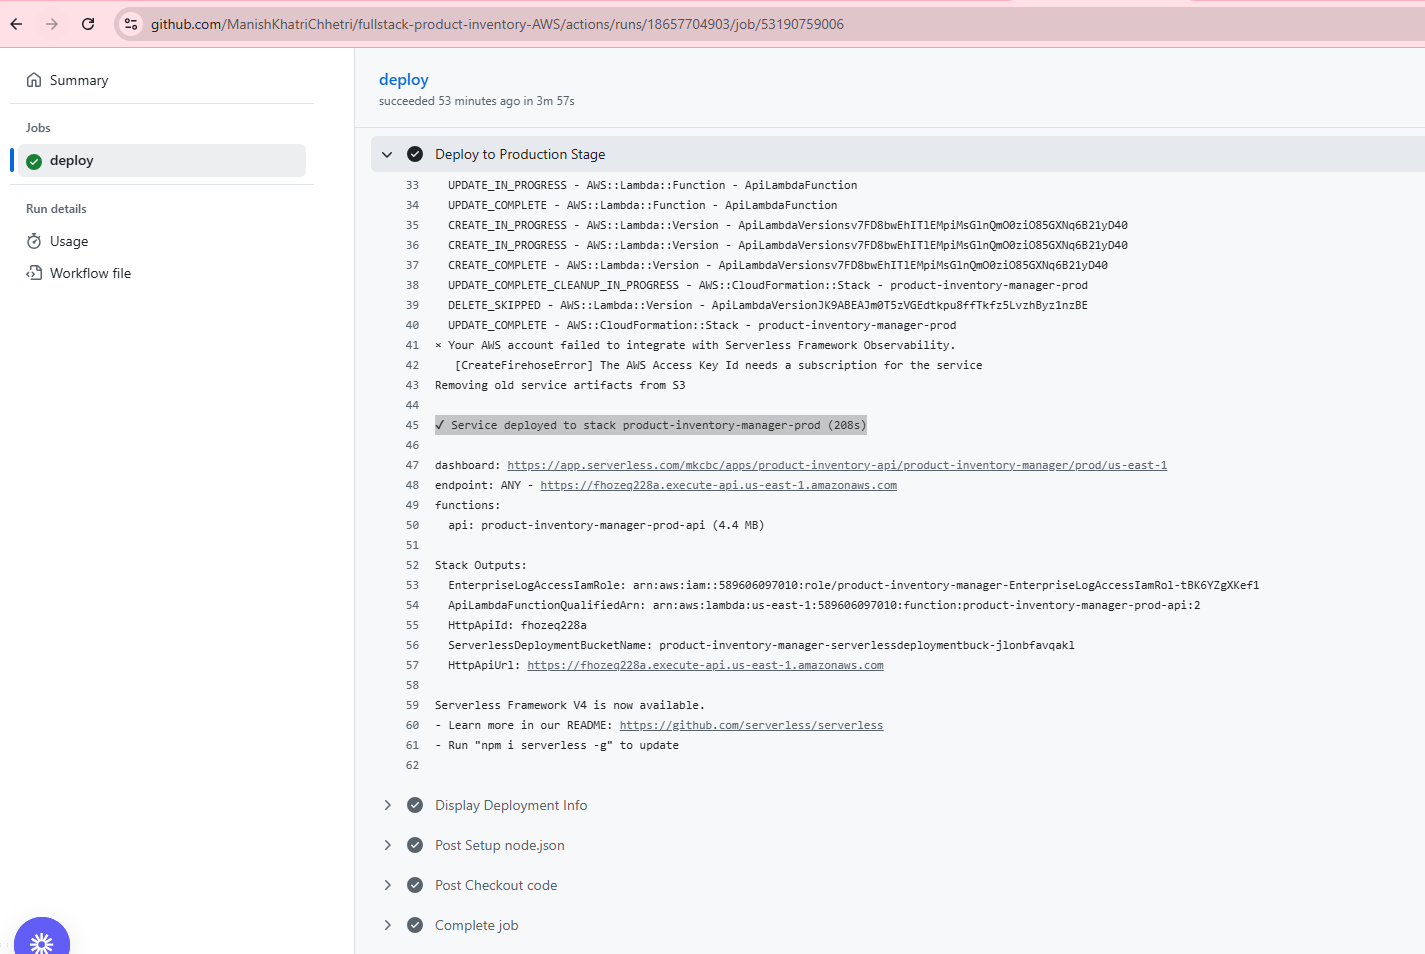 github.com/ManishKhatriChhetri/fullstack-product-inventory-AWS/actions/runs/18657704903/job/53190759006
Summary
Jobs
deploy
Run details
Usage
Workflow file
deploy
succeeded 53 minutes ago in 3m 57s
Deploy to Production Stage
33 UPDATE_IN_PROGRESS - AWS::Lambda::Function - ApiLambdaFunction
34 UPDATE_COMPLETE - AWS::Lambda::Function - ApiLambdaFunction
35 CREATE_IN_PROGRESS - AWS::Lambda::Version - ApiLambdaVersionsv7FD8bwEhITlEMpiMsGlnQmO0ziO85GXNq6B21yD40
36 CREATE_IN_PROGRESS - AWS::Lambda::Version - ApiLambdaVersionsv7FD8bwEhITlEMpiMsGlnQmO0ziO85GXNq6B21yD40
37 CREATE_COMPLETE - AWS::Lambda::Version - ApiLambdaVersionsv7FD8bwEhITlEMpiMsGlnQmO0ziO85GXNq6B21yD40
38 UPDATE_COMPLETE_CLEANUP_IN_PROGRESS - AWS::CloudFormation::Stack - product-inventory-manager-prod
39 DELETE_SKIPPED - AWS::Lambda::Version - ApiLambdaVersionJK9ABEAJm0T5zVGEdtkpu8ffTkfz5LvzhByz1nzBE
40 UPDATE_COMPLETE - AWS::CloudFormation::Stack - product-inventory-manager-prod
41 × Your AWS account failed to integrate with Serverless Framework Observability.
42 [CreateFirehoseError] The AWS Access Key Id needs a subscription for the service
43 Removing old service artifacts from S3
44
45 ✓ Service deployed to stack product-inventory-manager-prod (208s)
46
47 dashboard: https://app.serverless.com/mkcbc/apps/product-inventory-api/product-inventory-manager/prod/us-east-1
48 endpoint: ANY - https://fhozeq228a.execute-api.us-east-1.amazonaws.com
49 functions:
50 api: product-inventory-manager-prod-api (4.4 MB)
51
52 Stack Outputs:
53 EnterpriseLogAccessIamRole: arn:aws:iam::589606097010:role/product-inventory-manager-EnterpriseLogAccessIamRol-tBK6YZgXKef1
54 ApiLambdaFunctionQualifiedArn: arn:aws:lambda:us-east-1:589606097010:function:product-inventory-manager-prod-api:2
55 HttpApiId: fhozeq228a
56 ServerlessDeploymentBucketName: product-inventory-manager-serverlessdeploymentbuck-jlonbfavqakl
57 HttpApiUrl: https://fhozeq228a.execute-api.us-east-1.amazonaws.com
58
59 Serverless Framework V4 is now available.
60 - Learn more in our README: https://github.com/serverless/serverless
61 - Run "npm i serverless -g" to update
62
Display Deployment Info
Post Setup node.json
Post Checkout code
Complete job